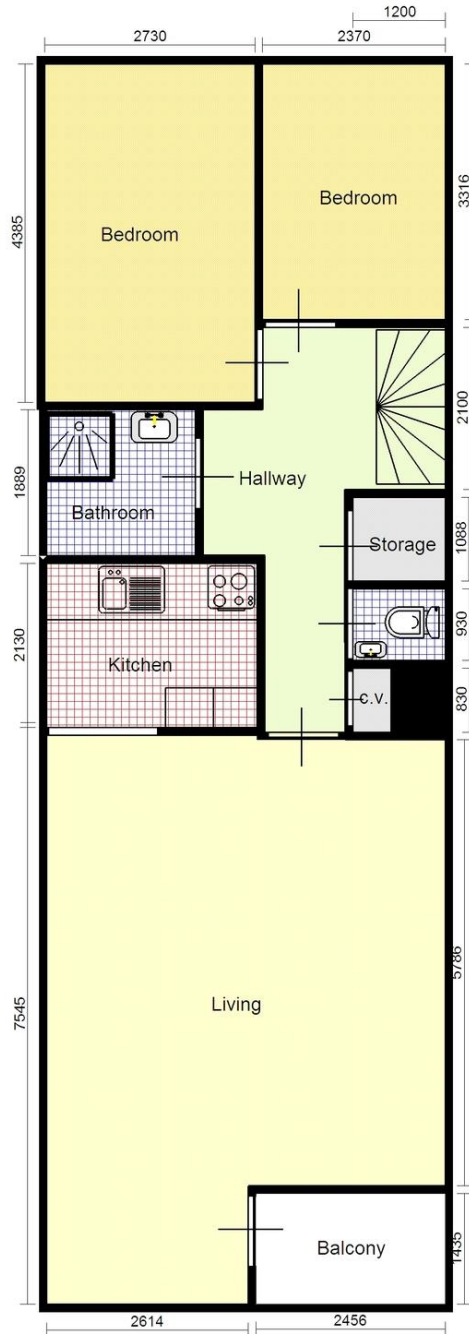 1200
2730
2370
4385
3316
Bedroom
Bedroom
2100
1889
Hallway
Bathroom
Storage
1088
930
2130
Kitchen
c.v.
830
5786
7545
Living
Balcony
1435
2614
2456